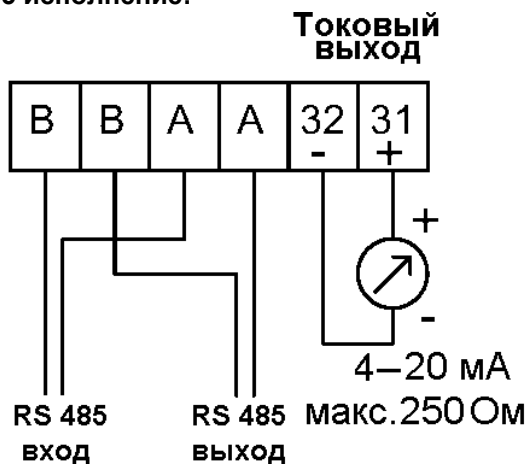 исполнение.
Токовый
выход
B B A A 32 31
- +
+
-
4–20 мА
макс.250 Ом
RS 485 RS 485
вход выход